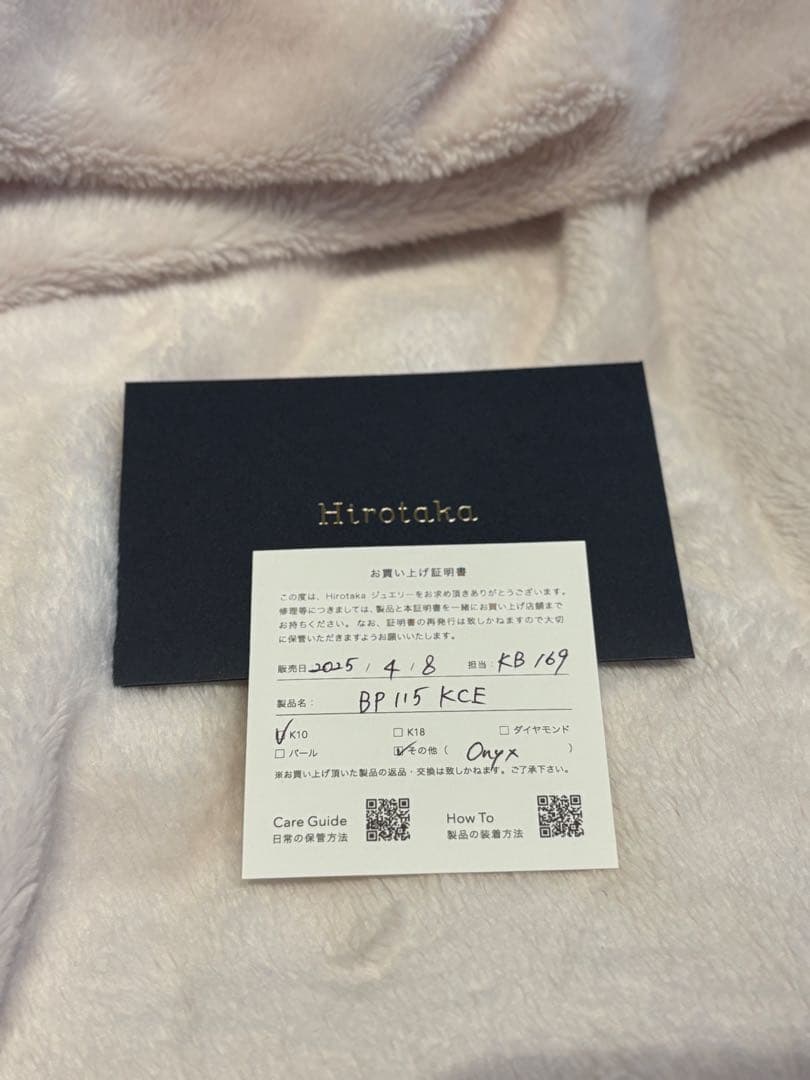 Hirotaka
お買い上げ証明書
この度は、Hirotaka ジュエリーをお求め頂きありがとうございます。
修理等につきましては、製品と本証明書を一緒にお買い上げ店舗まで
お持ちください。なお、証明書の再発行は致しかねますので大切
に保管いただきますようお願いいたします。
販売日 2025 / 4 / 8 担当: KB 169
製品名: BP 115 KCE
☑ K10 □ K18 □ ダイヤモンド
□ パール ☑ その他 ( Onyx )
※お買い上げ頂いた製品の返品・交換は致しかねます。ご了承下さい。
Care Guide How To
日常の保管方法 製品の装着方法